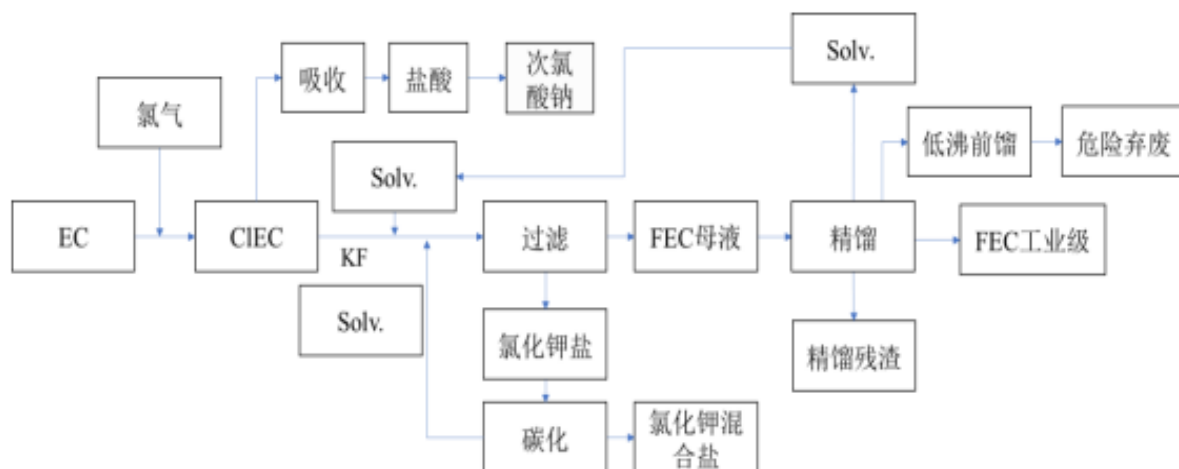 Solv.
吸收
盐酸
次氯
酸钠
氯气
低沸前馏
危险弃废
Solv.
EC
ClEC
KF
过滤
FEC母液
精馏
FEC工业级
Solv.
氯化钾盐
精馏残渣
碳化
氯化钾混
合盐